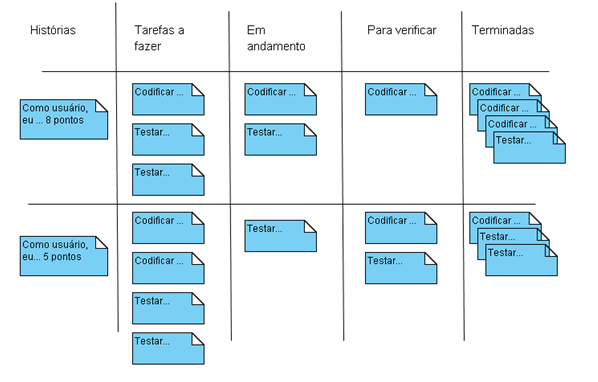 Histórias
Tarefas a
fazer
Em
andamento
Para verificar
Terminadas
Como usuário,
eu ... 8 pontos
Codificar ...
Testar...
Testar...
Codificar ...
Testar...
Codificar ...
Codificar ...
Codificar ...
Codificar ...
Testar...
Como usuário,
eu... 5 pontos
Codificar ...
Codificar ...
Testar...
Testar...
Testar...
Codificar ...
Testar...
Codificar ...
Testar...
Testar...